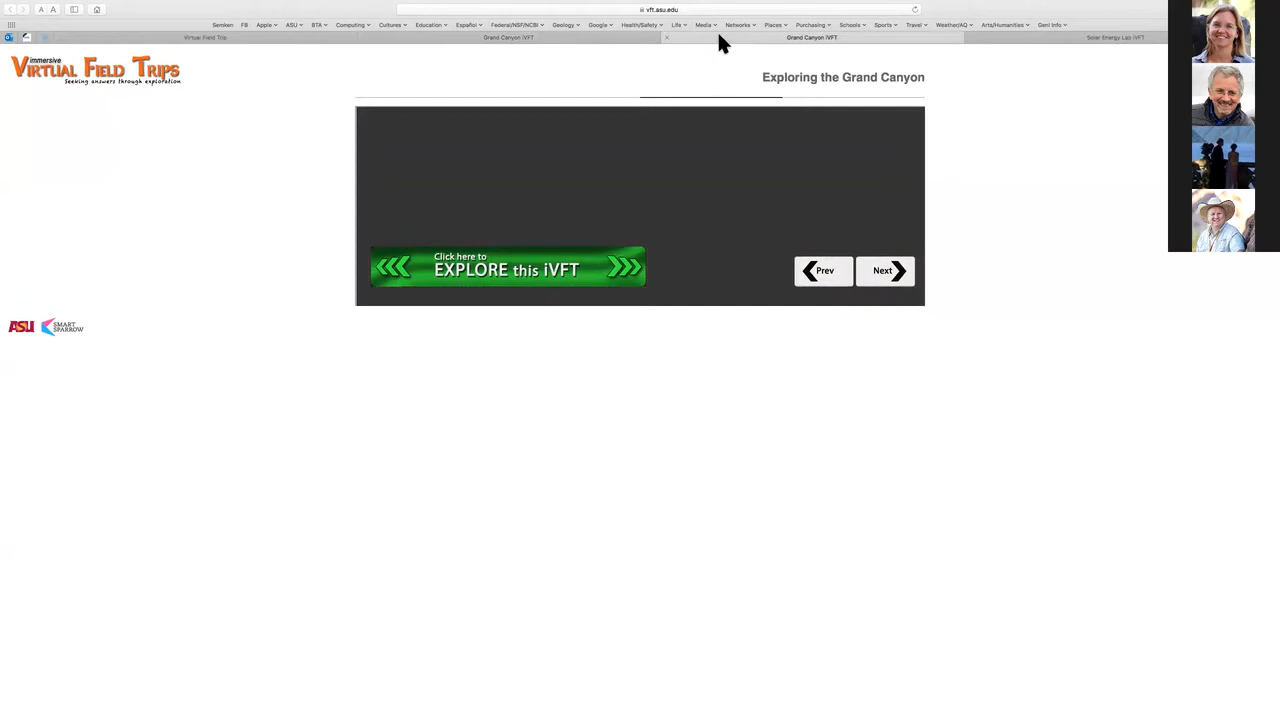 A A
vft.asu.edu
Semken FB Apple ASU BTA Computing Cultures Education Español Federal/NSF/NCBI Geology Google Health/Safety Life Media Networks Places Purchasing Schools Sports Travel Weather/AQ Arts/Humanities Genl Info
Virtual Field Trip Grand Canyon iVFT Grand Canyon iVFT Solar Energy Lab iVFT
immersive
VIRTUAL FIELD TRIPS
Seeking answers through exploration
Exploring the Grand Canyon
Click here to
EXPLORE this iVFT
Prev Next
ASU SMART
SPARROW